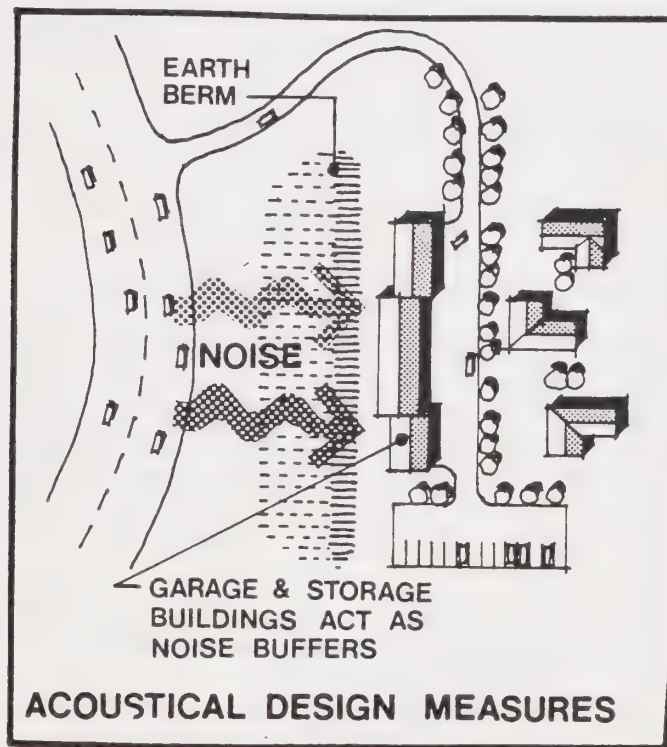 EARTH
BERM
NOISE
GARAGE & STORAGE
BUILDINGS ACT AS
NOISE BUFFERS
ACOUSTICAL DESIGN MEASURES